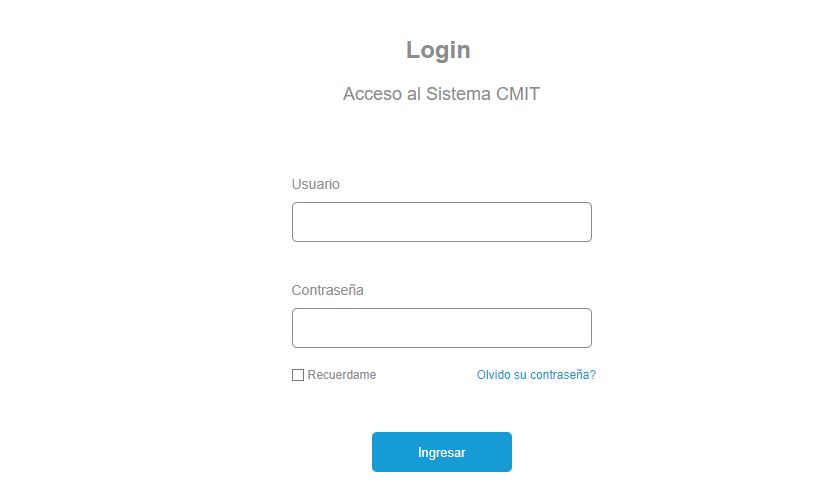 Login
Acceso al Sistema CMIT
Usuario
Contraseña
Recuerdame Olvido su contraseña?
Ingresar